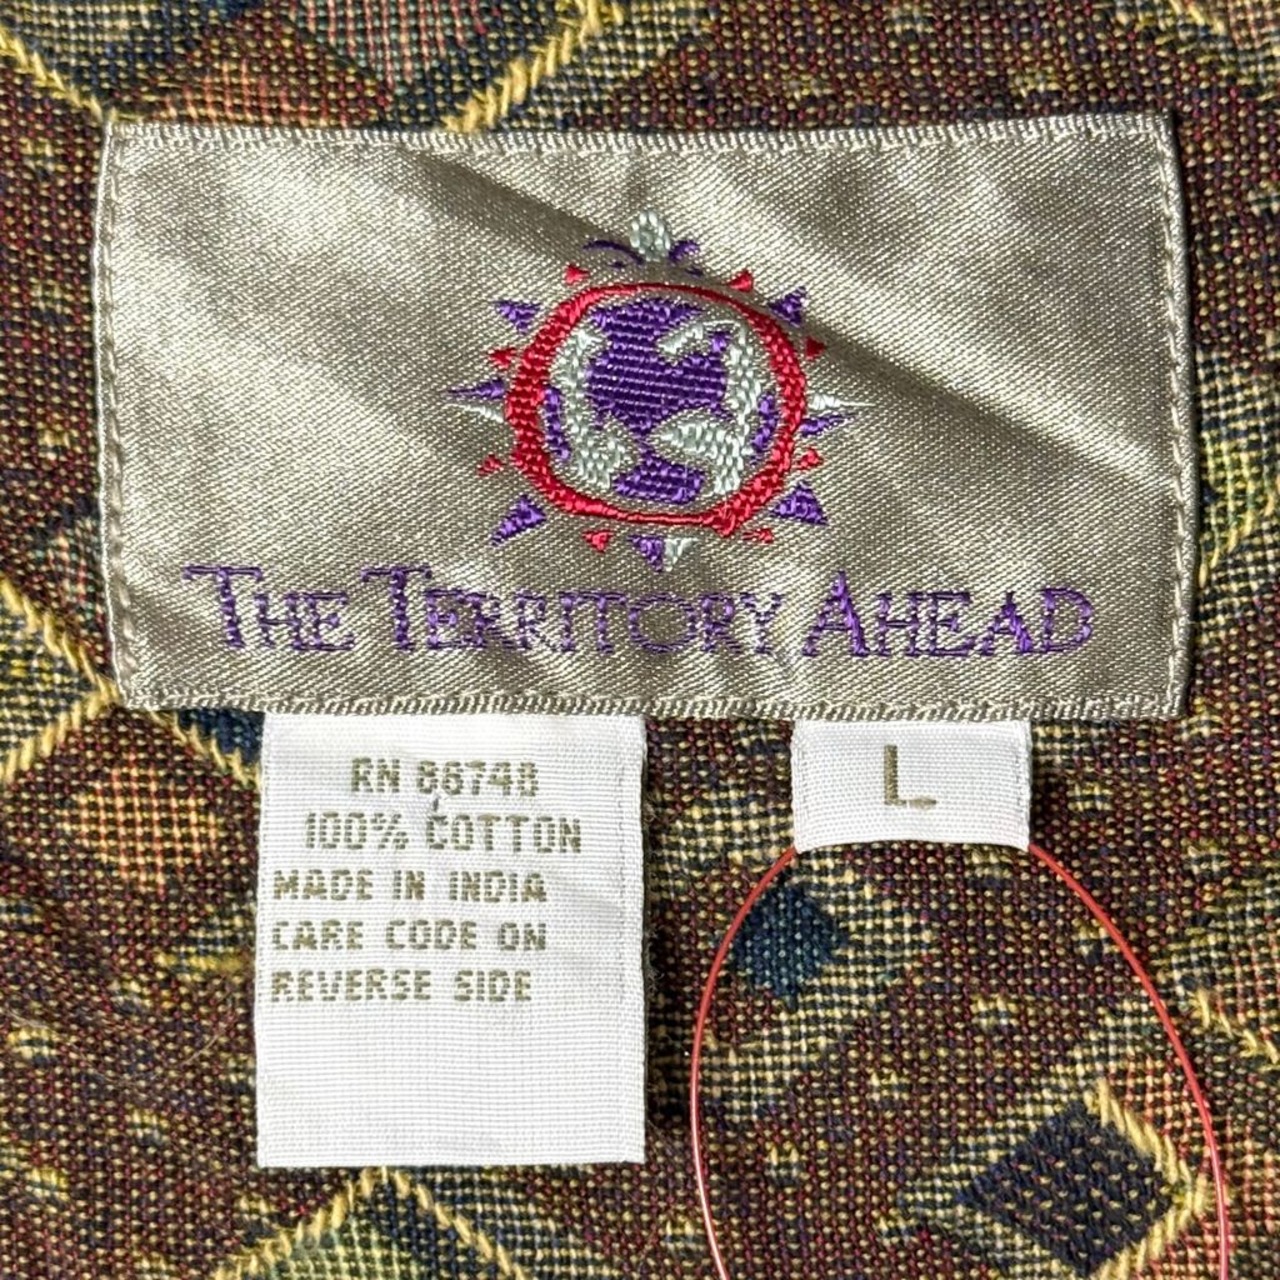 THE TERRITORY AHEAD
RN 86748
100% COTTON
MADE IN INDIA
CARE CODE ON
REVERSE SIDE
L